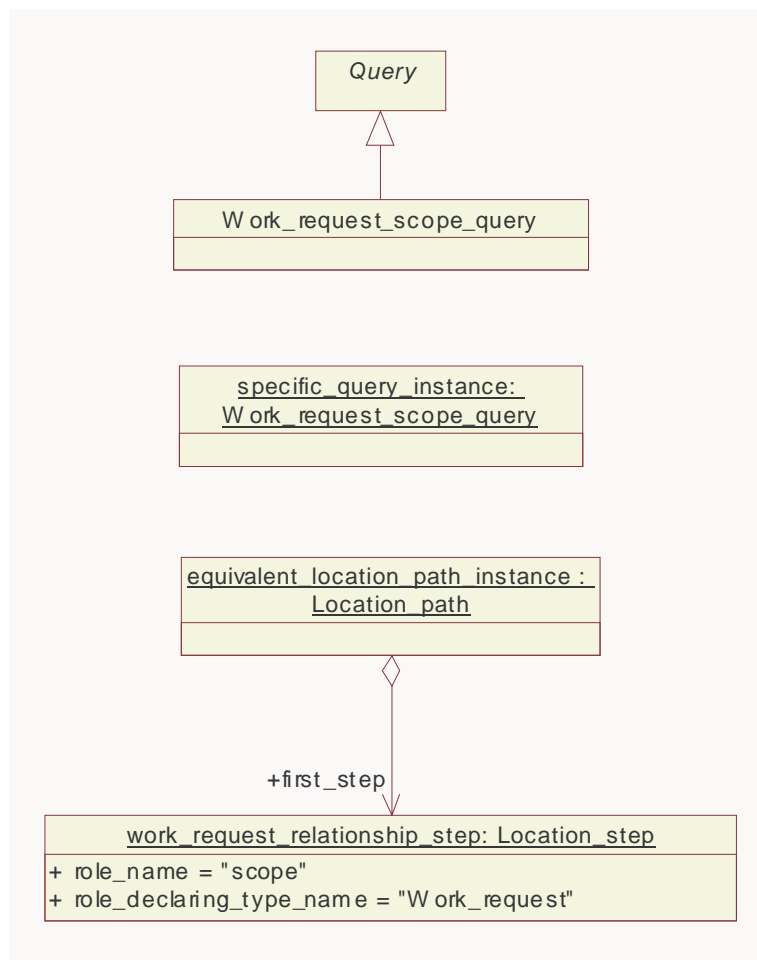 Query
Work_request_scope_query
specific_query_instance:
Work_request_scope_query
equivalent_location_path_instance :
Location_path
+first_step
work_request_relationship_step: Location_step
+ role_name = "scope"
+ role_declaring_type_name = "Work_request"